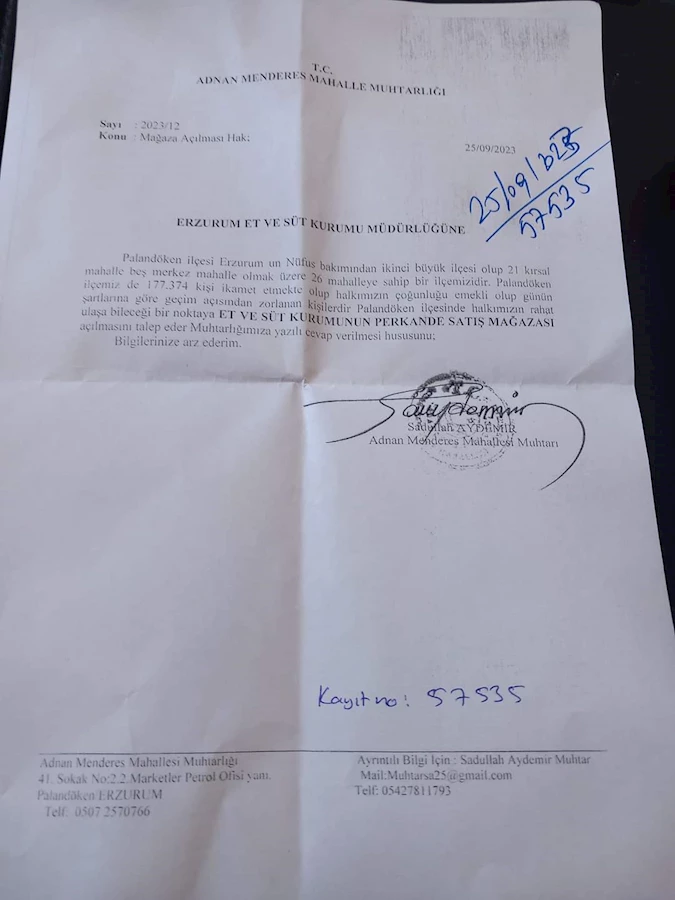 T.C.
ADNAN MENDERES MAHALLE MUHTARLIĞI
Sayı : 2023/12
Konu : Mağaza Açılması Hak;
25/09/2023
25/09/2023
57535
ERZURUM ET VE SÜT KURUMU MÜDÜRLÜĞÜNE
Palandöken ilçesi Erzurum un Nüfus bakımından ikinci büyük ilçesi olup 21 kırsal
mahalle beş merkez mahalle olmak üzere 26 mahalleye sahip bir ilçemizidir. Palandöken
ilçemiz de 177.374 kişi ikamet etmekte olup halkımızın çoğunluğu emekli olup günün
şartlarına göre geçim açısından zorlanan kişilerdir Palandöken ilçesinde halkımızın rahat
ulaşa bileceği bir noktaya ET VE SÜT KURUMUNUN PERKANDE SATIŞ MAĞAZASI
açılmasını talep eder Muhtarlığımıza yazılı cevap verilmesi hususunu;
Bilgilerinize arz ederim.
Saaydemir
Sadullah AYDEMİR
Adnan Menderes Mahallesi Muhtarı
Kayıt no: 57535
Adnan Menderes Mahallesi Muhtarlığı
41. Sokak No:2.2 Marketler Petrol Ofisi yanı.
Palandöken ERZURUM
Telf: 0507 2570766
Ayrıntılı Bilgi İçin : Sadullah Aydemir Muhtar
Mail:Muhtarsa25@gmail.com
Telf: 05427811793